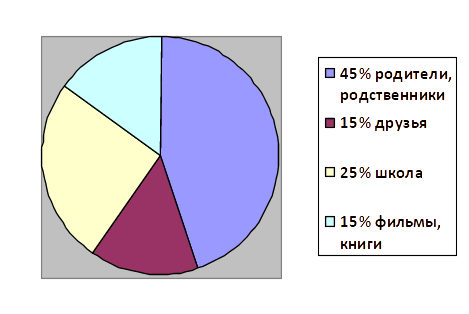 45% родители,
родственники
15% друзья
25% школа
15% фильмы,
книги